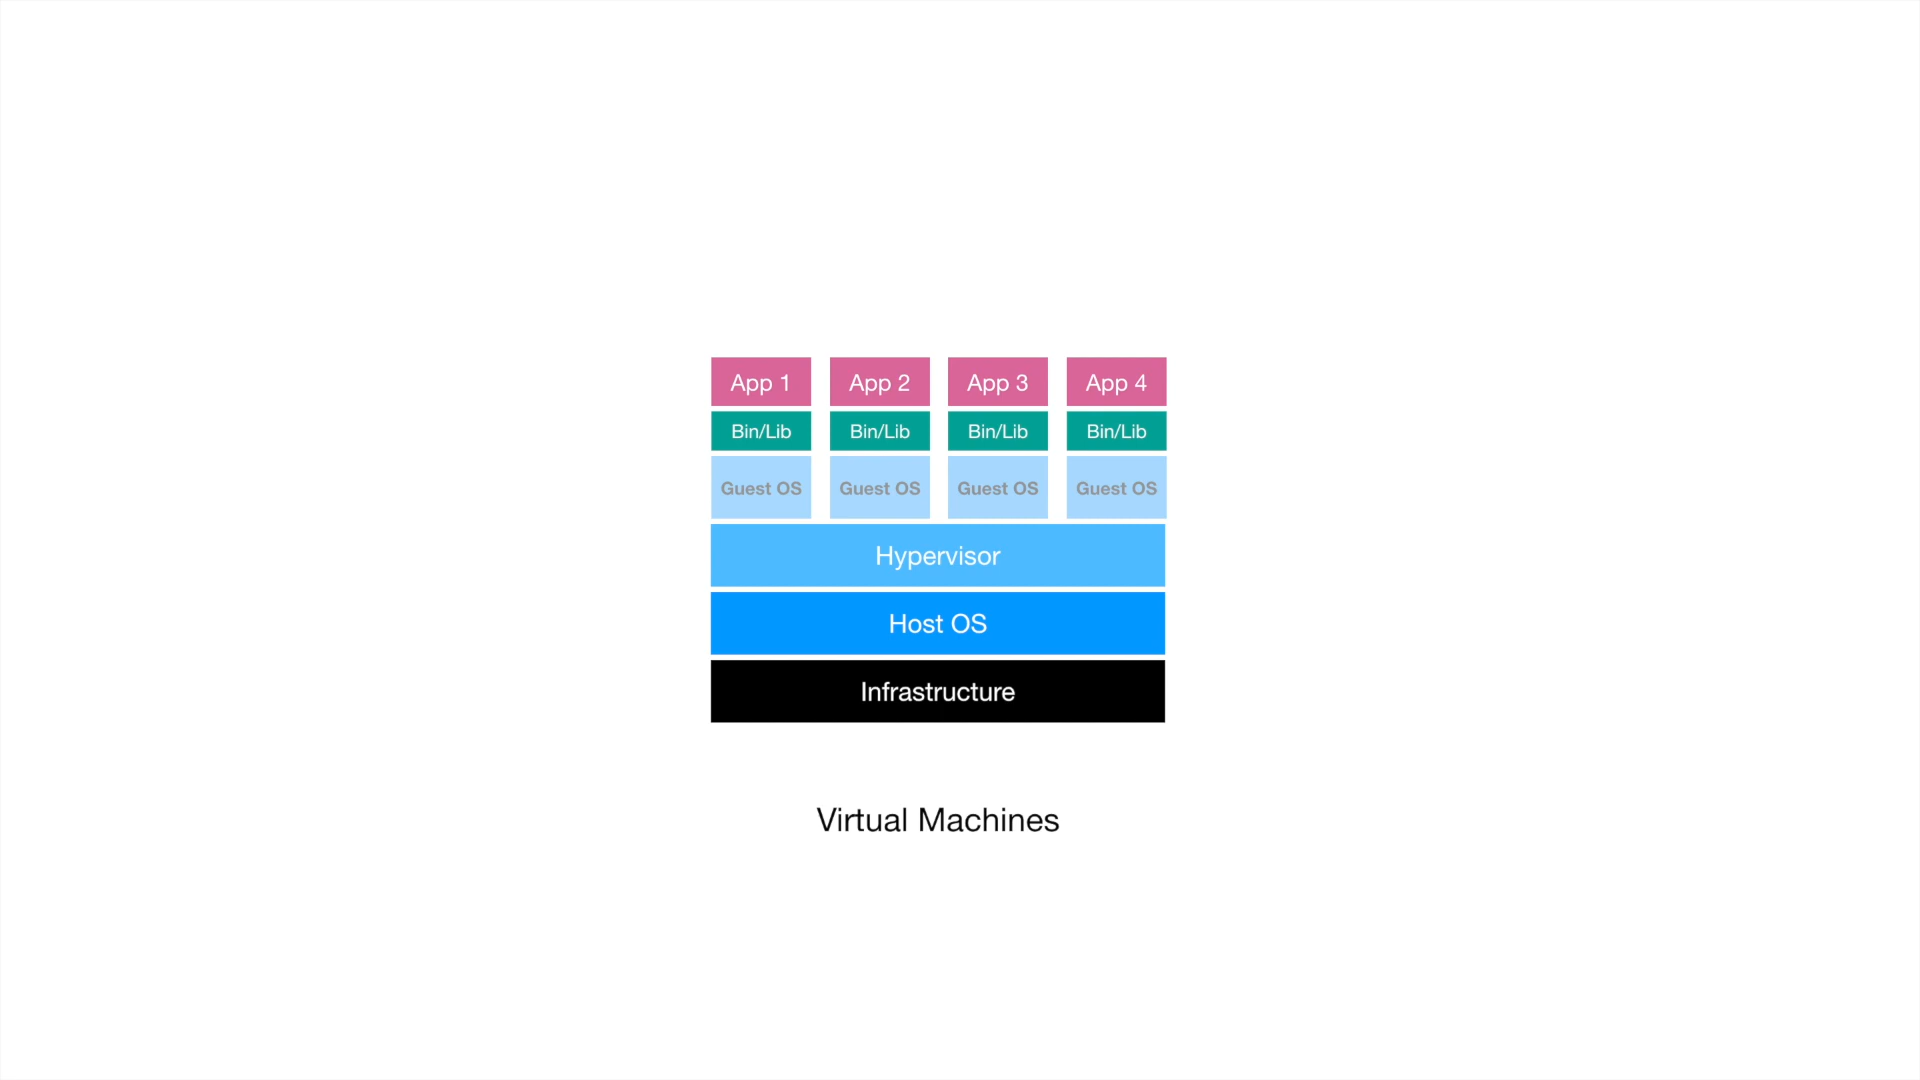 App 1 App 2 App 3 App 4
Bin/Lib Bin/Lib Bin/Lib Bin/Lib
Guest OS Guest OS Guest OS Guest OS
Hypervisor
Host OS
Infrastructure
Virtual Machines